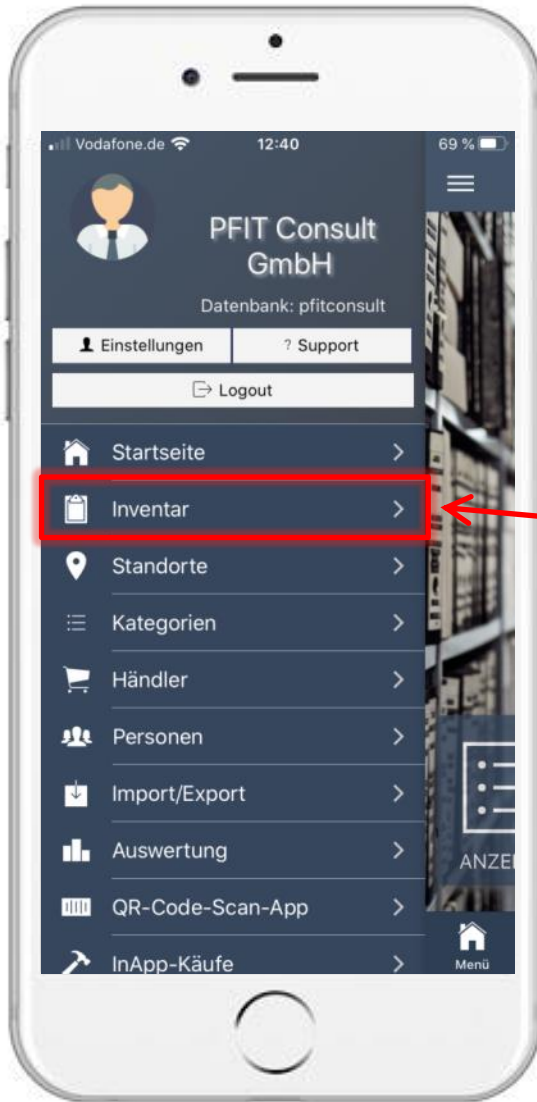 Vodafone.de 12:40 69 %
PFIT Consult
GmbH
Datenbank: pfitconsult
Einstellungen ? Support
Logout
Startseite
Inventar
Standorte
Kategorien
Händler
Personen
Import/Export
Auswertung
ANZEI
QR-Code-Scan-App
InApp-Käufe
Menü